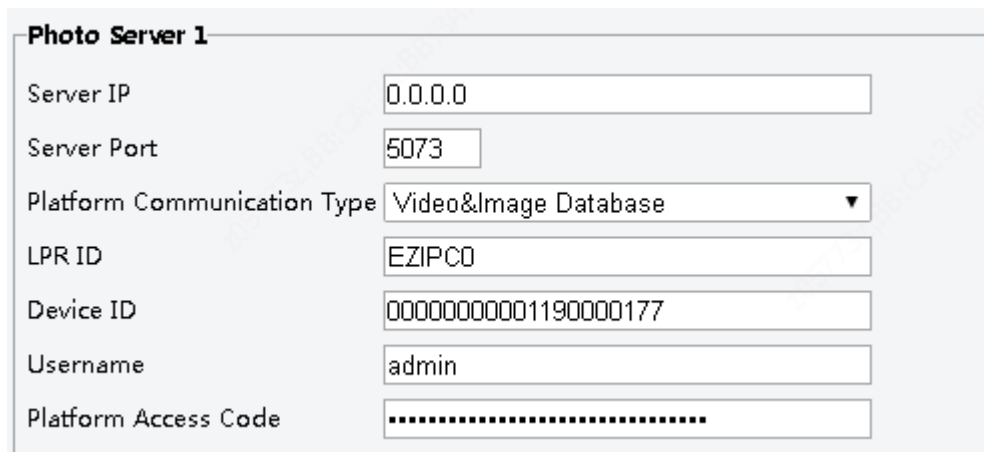 Photo Server 1
Server IP 0.0.0.0
Server Port 5073
Platform Communication Type Video&Image Database
LPR ID EZIPC0
Device ID 00000000001190000177
Username admin
Platform Access Code ••••••••••••••••••••••••••••••••